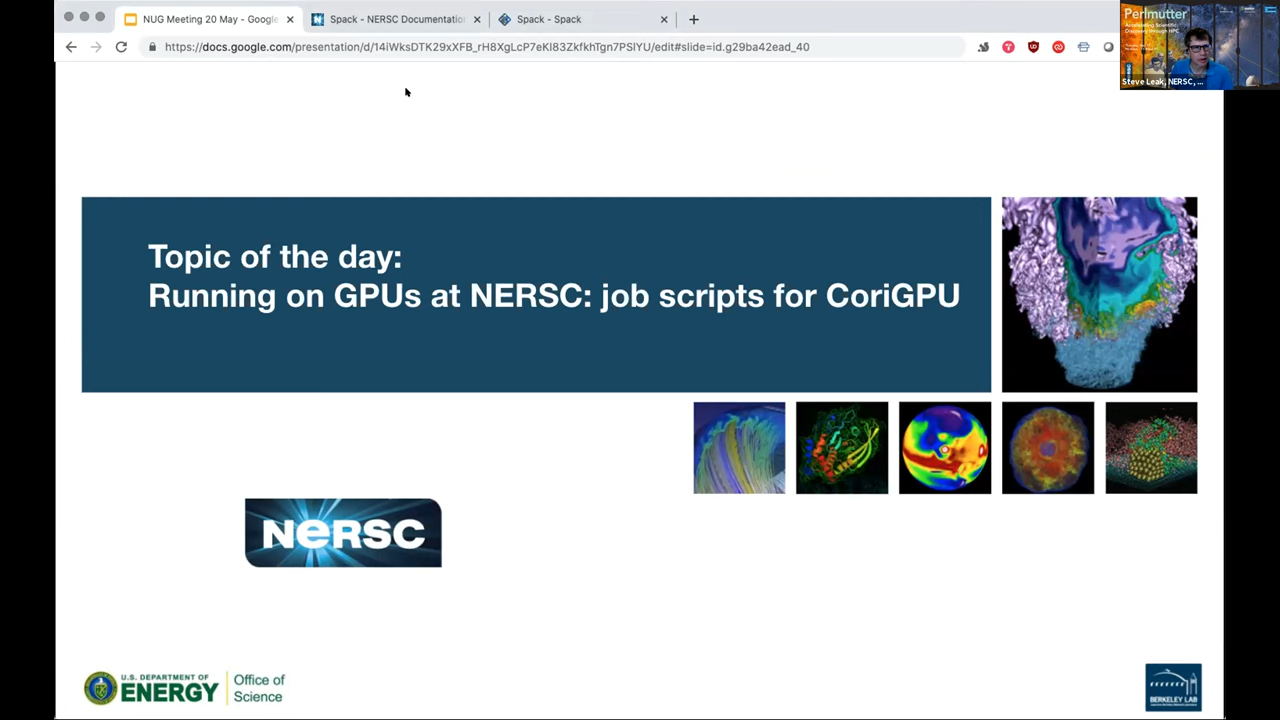 NUG Meeting 20 May - Google
Spack - NERSC Documentation
Spack - Spack
https://docs.google.com/presentation/d/14iWksDTK29xXFB_rH8XgLcP7eKI83ZkfkhTgn7PSIYU/edit#slide=id.g29ba42ead_40
Perlmutter
Steve Leak, NERSC, ...
Topic of the day:
Running on GPUs at NERSC: job scripts for CoriGPU
NERSC
U.S. DEPARTMENT OF
ENERGY
Office of
Science
BERKELEY LAB